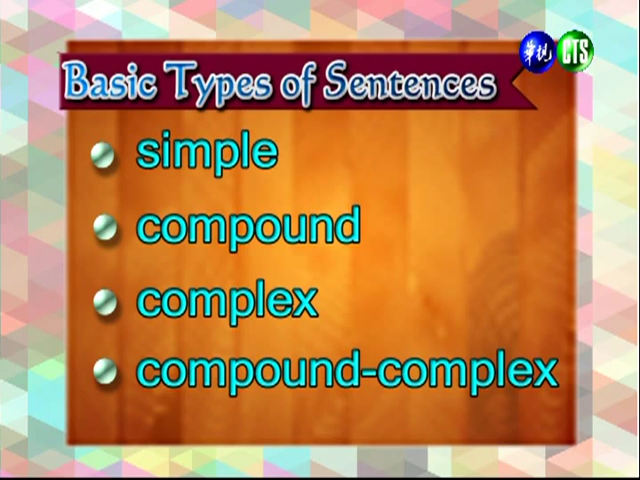 華視 CTS
Basic Types of Sentences
simple
compound
complex
compound-complex